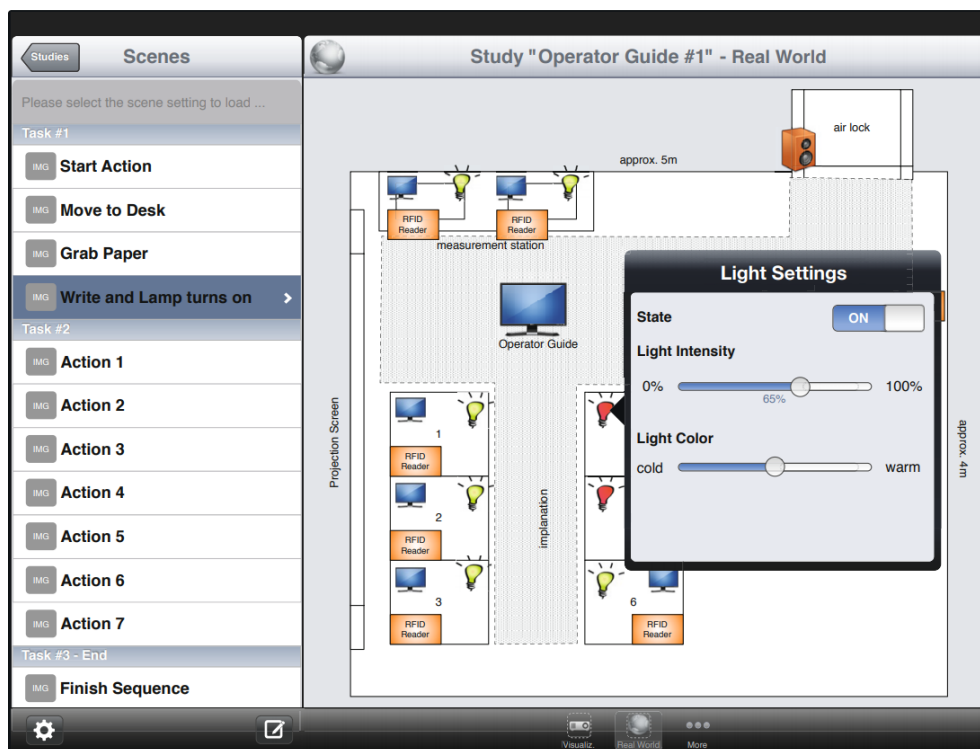 Studies
Scenes
Study "Operator Guide #1" - Real World
Please select the scene setting to load ...
Task #1
IMG Start Action
IMG Move to Desk
IMG Grab Paper
IMG Write and Lamp turns on
Task #2
IMG Action 1
IMG Action 2
IMG Action 3
IMG Action 4
IMG Action 5
IMG Action 6
IMG Action 7
Task #3 - End
IMG Finish Sequence
air lock
approx. 5m
RFID
Reader
RFID
Reader
measurement station
Operator Guide
Projection Screen
1
RFID
Reader
2
RFID
Reader
3
RFID
Reader
implanation
6
RFID
Reader
approx. 4m
Light Settings
State
ON
Light Intensity
0%
100%
65%
Light Color
cold
warm
Visualiz.
Real World
More